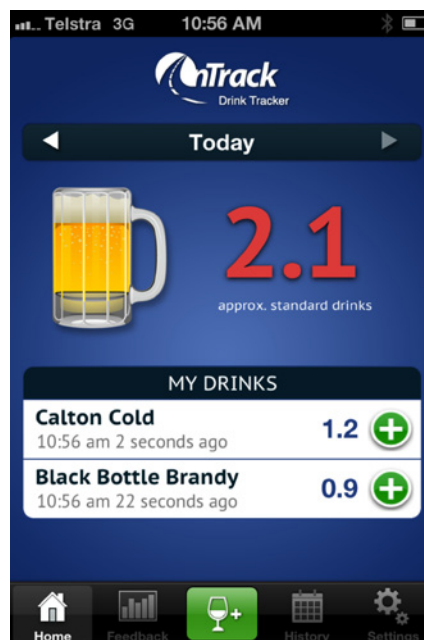 Telstra 3G 10:56 AM
OnTrack
Drink Tracker
Today
2.1
approx. standard drinks
MY DRINKS
Calton Cold
10:56 am 2 seconds ago
1.2
Black Bottle Brandy
10:56 am 22 seconds ago
0.9
Home Feedback History Settings